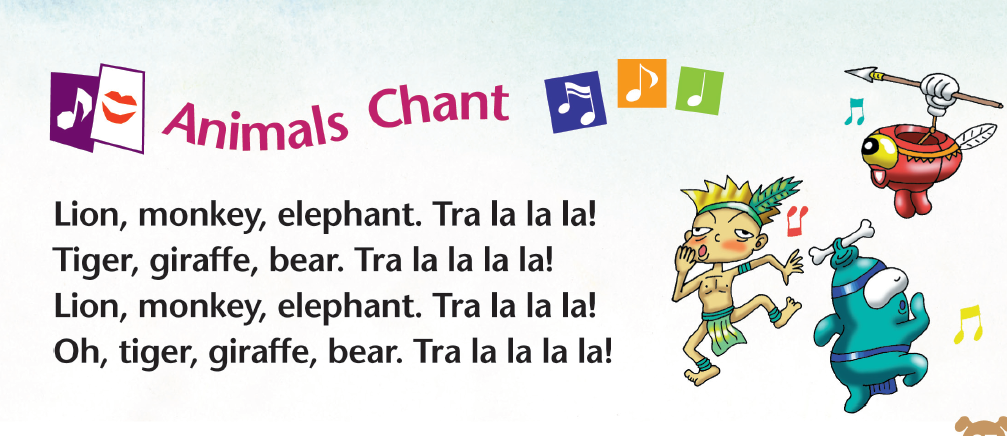 Animals Chant
Lion, monkey, elephant. Tra la la la!
Tiger, giraffe, bear. Tra la la la la!
Lion, monkey, elephant. Tra la la la!
Oh, tiger, giraffe, bear. Tra la la la la!